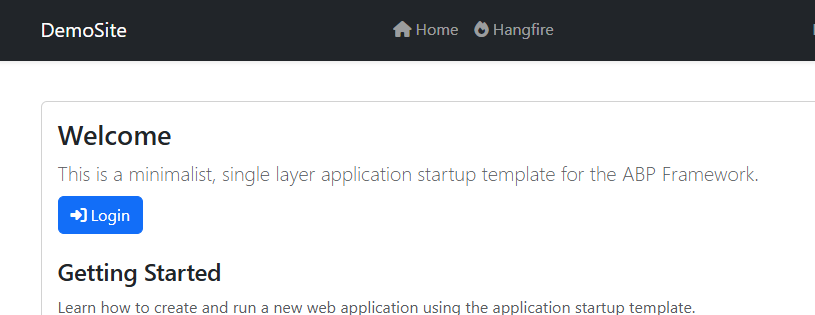 DemoSite
Home Hangfire
Welcome
This is a minimalist, single layer application startup template for the ABP Framework.
Login
Getting Started
Learn how to create and run a new web application using the application startup template.